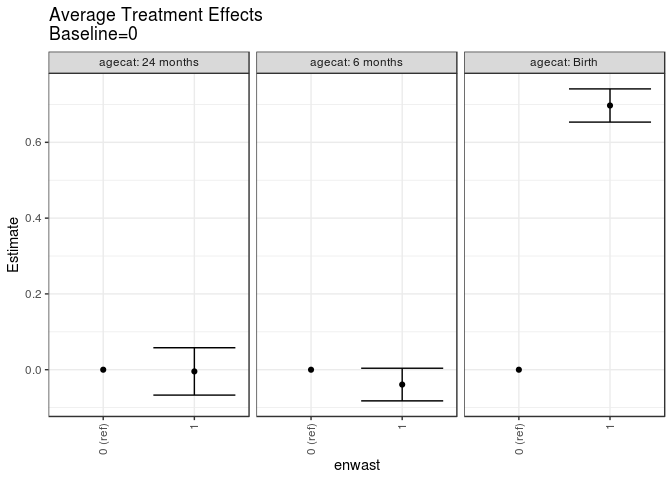 Average Treatment Effects
Baseline=0
agecat: 24 months
agecat: 6 months
agecat: Birth
Estimate
0.6
0.4
0.2
0.0
0 (ref)
1
0 (ref)
1
0 (ref)
1
enwast